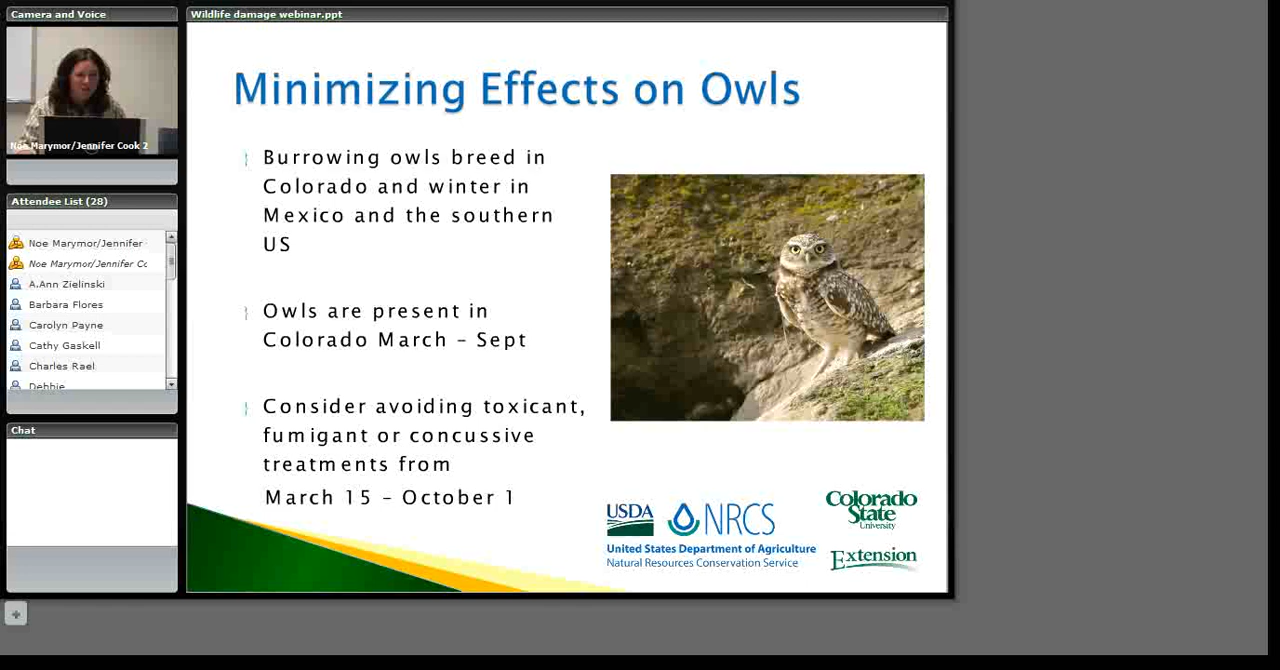 Camera and Voice
Noe Marymor/Jennifer Cook 2
Attendee List (28)
Noe Marymor/Jennifer
Noe Marymor/Jennifer Co
A.Ann Zielinski
Barbara Flores
Carolyn Payne
Cathy Gaskell
Charles Rael
Debbie
Chat
Wildlife damage webinar.ppt
Minimizing Effects on Owls
Burrowing owls breed in
Colorado and winter in
Mexico and the southern
US
Owls are present in
Colorado March – Sept
Consider avoiding toxicant,
fumigant or concussive
treatments from
March 15 – October 1
USDA
NRCS
United States Department of Agriculture
Natural Resources Conservation Service
Colorado
State
University
Extension